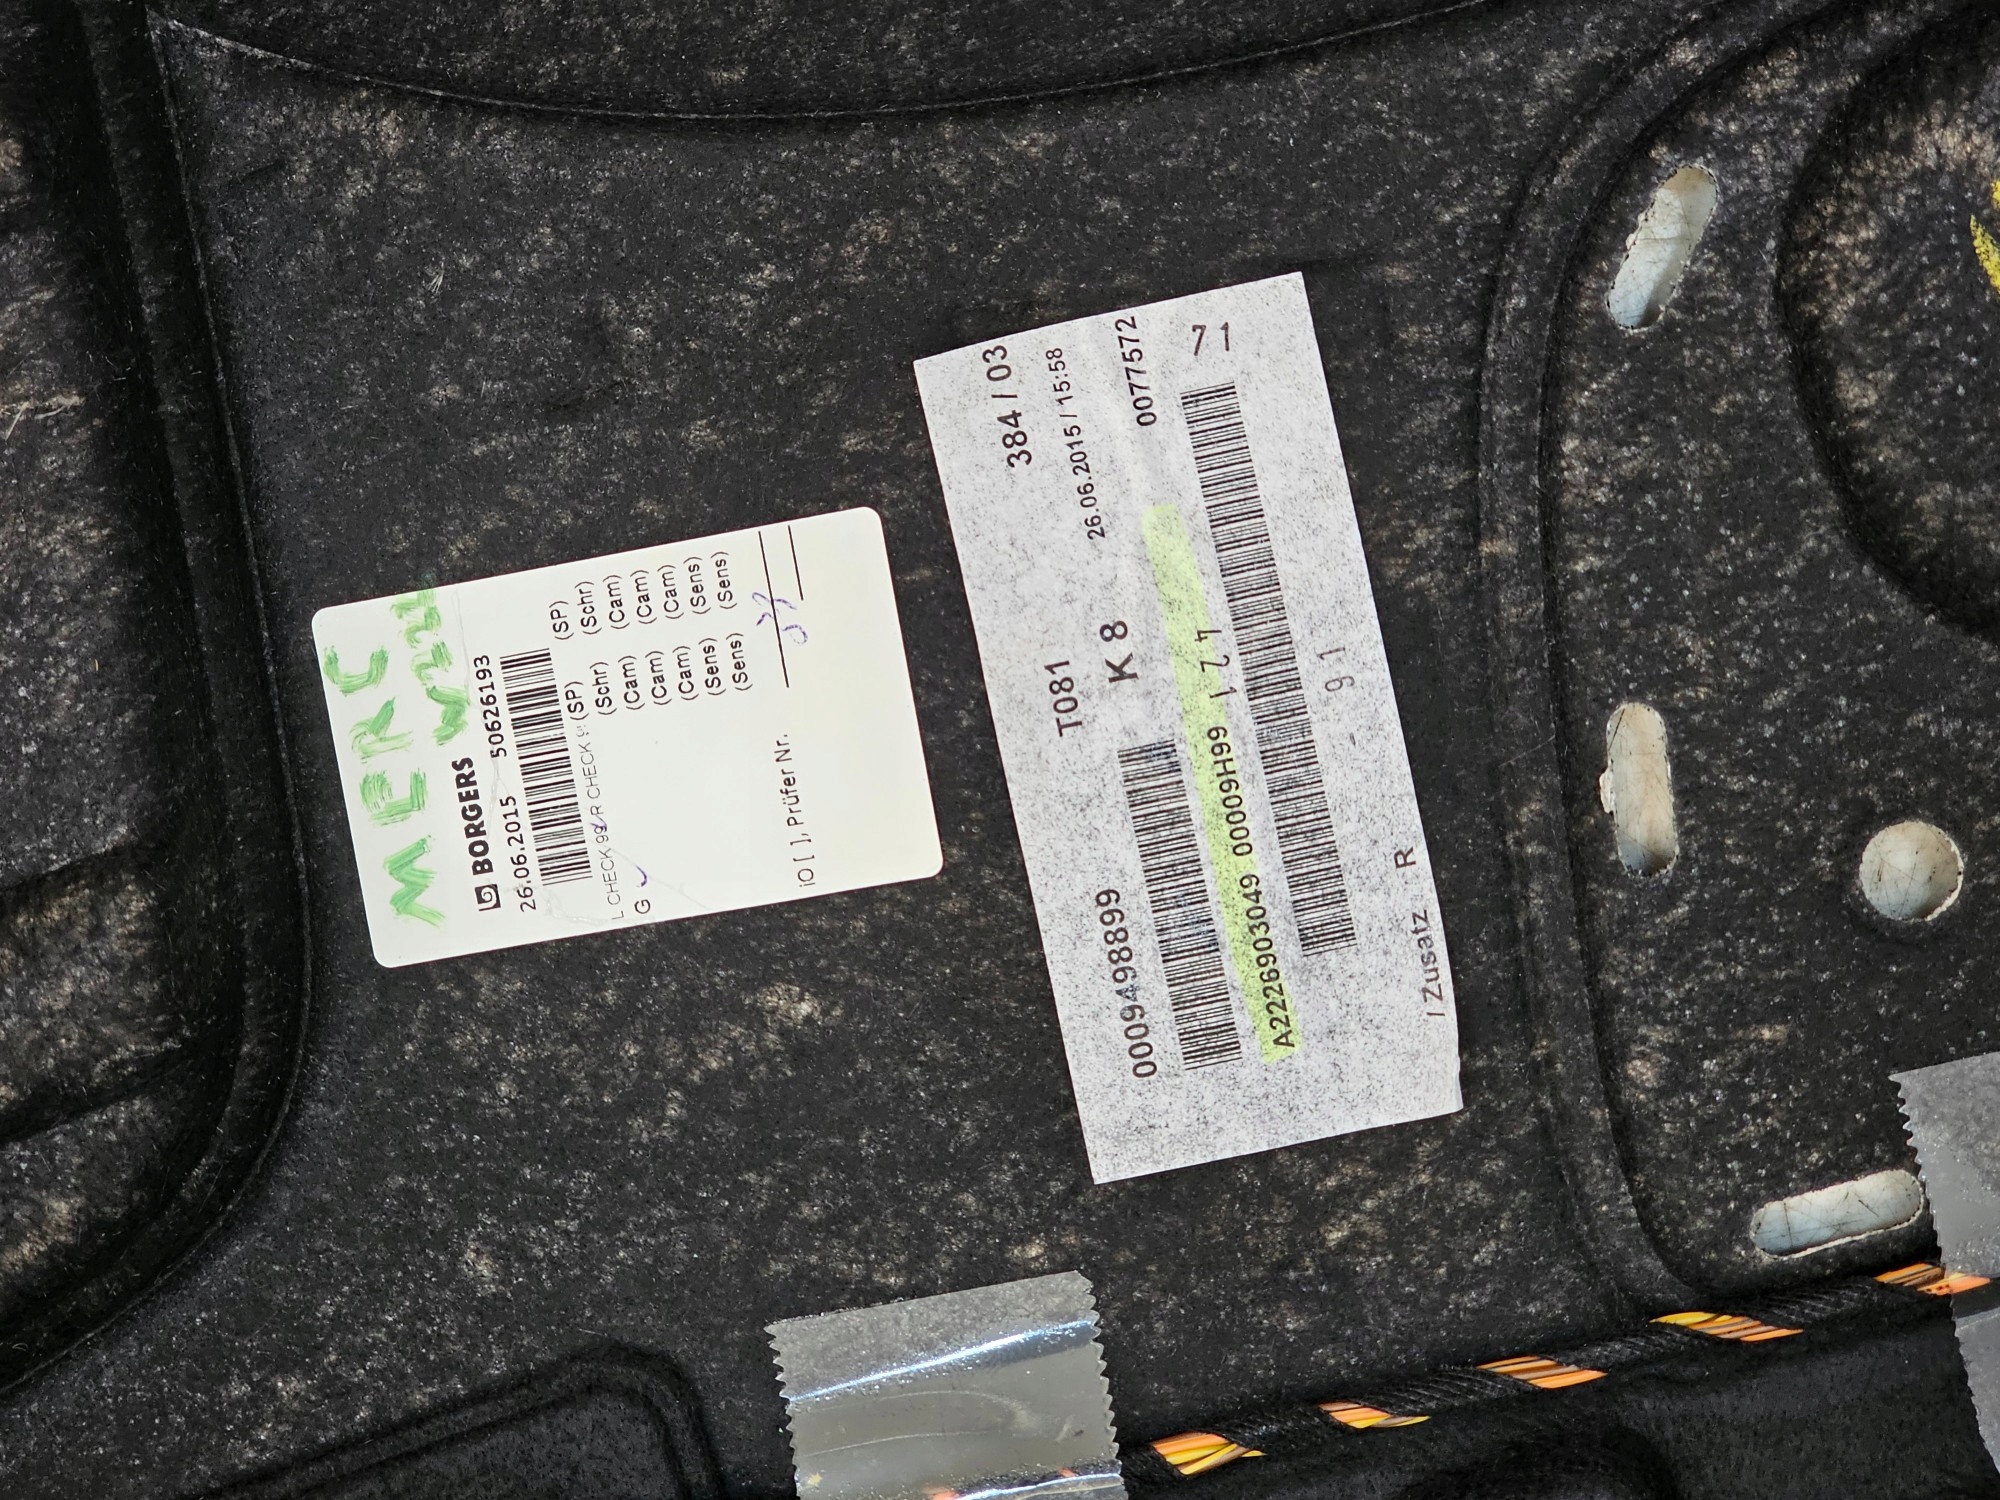 MERC
W222
BORGERS
26.06.2015 50626193
(SP) (SP)
L CHECK R CHECK
(Schr) (Schr)
G (Cam) (Cam)
(Cam) (Cam)
(Cam) (Cam)
(Sens) (Sens)
(Sens) (Sens)
iO [ ], Prüfer Nr.
384 / 03
T081 26.06.2015 / 15:58
0009498899 K 8 0077572
A2226903049 00009H99 124
71
91
/ Zusatz R